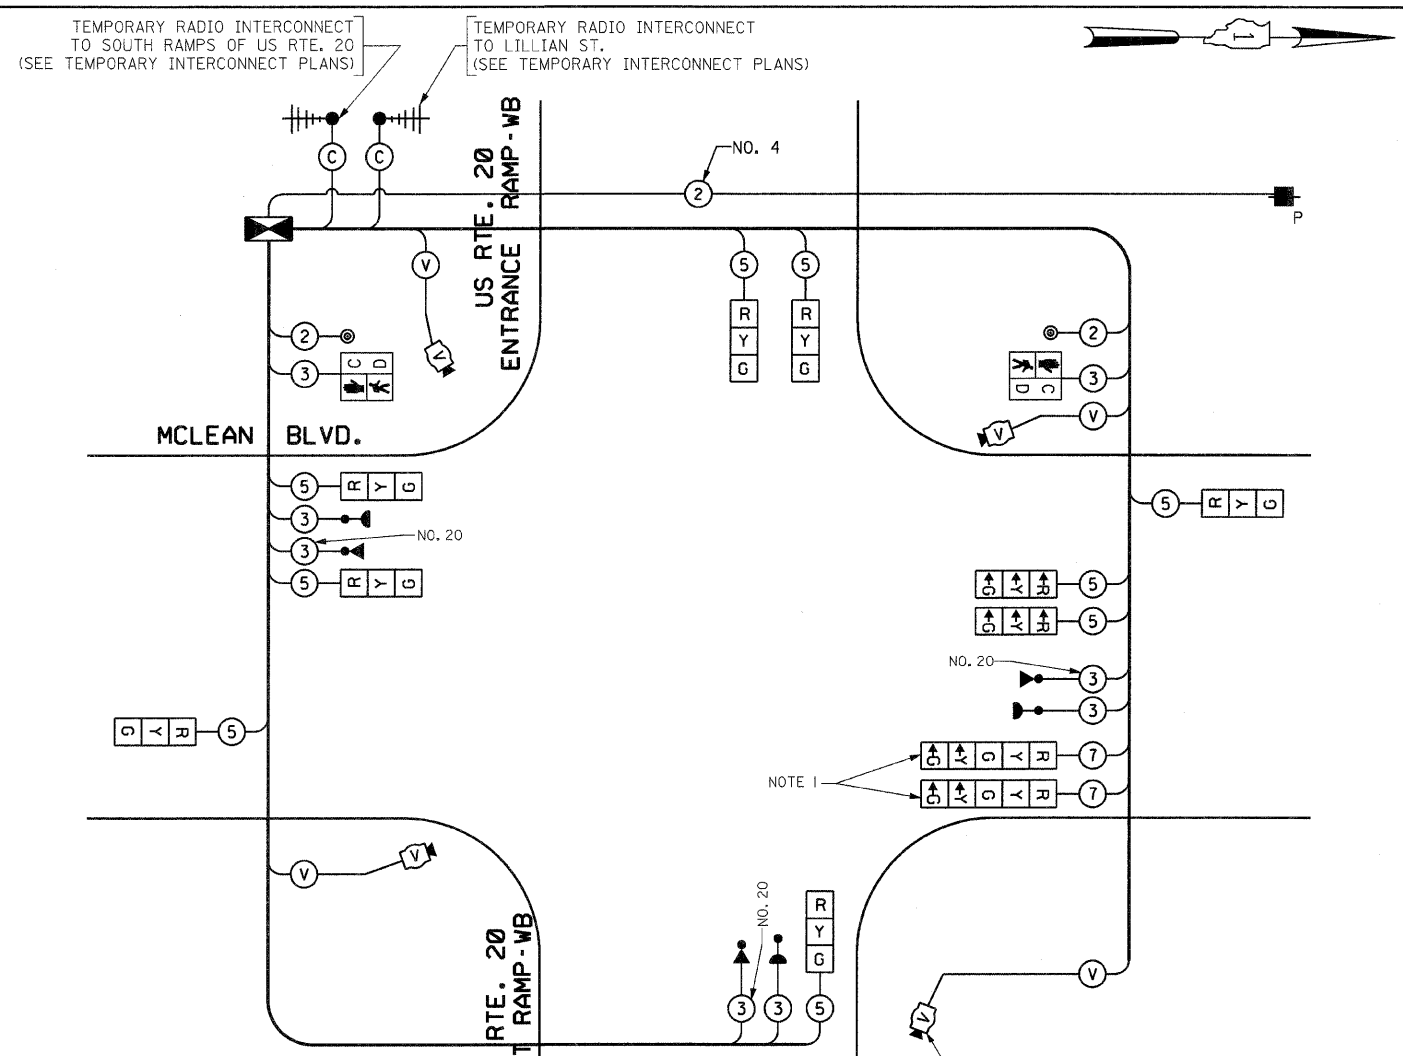 TEMPORARY RADIO INTERCONNECT
TO SOUTH RAMPS OF US RTE. 20
(SEE TEMPORARY INTERCONNECT PLANS)
TEMPORARY RADIO INTERCONNECT
TO LILLIAN ST.
(SEE TEMPORARY INTERCONNECT PLANS)
1
C
C
US RTE. 20
ENTRANCE RAMP-WB
NO. 4
2
P
V
V
5
R
Y
G
5
R
Y
G
2
3
C D
MCLEAN BLVD.
2
3
C
D
V
V
5 R Y G
3
NO. 20
3
5 R Y G
5 R Y G
G Y R 5
G Y R 5
NO. 20
3
3
G Y R 5
NOTE 1
G Y G Y R 7
G Y G Y R 7
V
V
RTE. 20
T RAMP-WB
NO. 20
3
3
R
Y
G
5
V
V